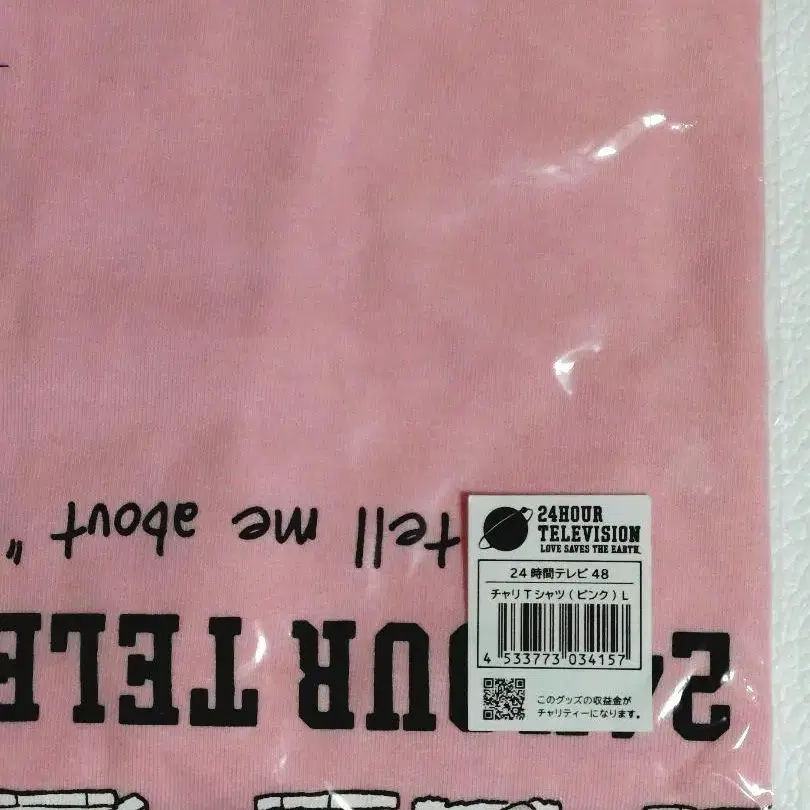 tell me about "
24HOUR TELE
24HOUR
TELEVISION
LOVE SAVES THE EARTH.
24時間テレビ48
チャリTシャツ(ピンク)L
4 533773 034157
このグッズの収益金が
チャリティーになります。